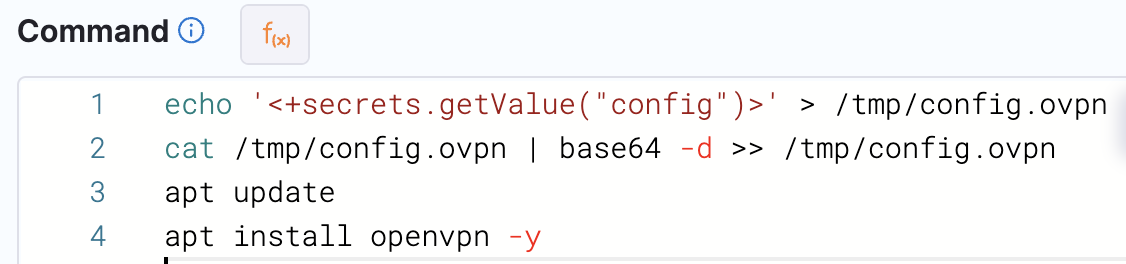 Command
f(x)
1 echo '<+secrets.getValue("config")>' > /tmp/config.ovpn
2 cat /tmp/config.ovpn | base64 -d >> /tmp/config.ovpn
3 apt update
4 apt install openvpn -y